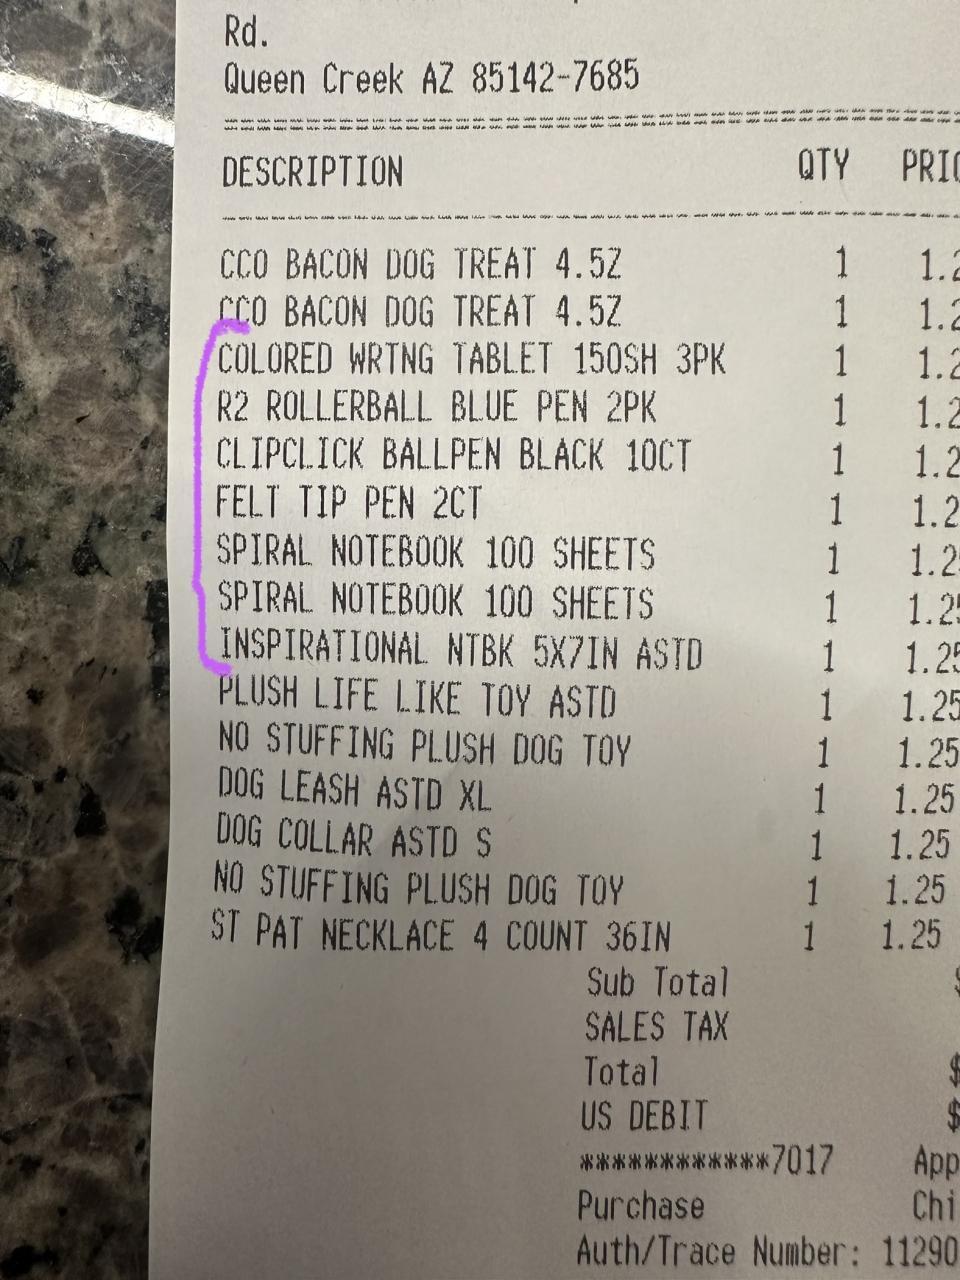 Rd.
Queen Creek AZ 85142-7685
DESCRIPTION QTY
CCO BACON DOG TREAT 4.5Z 1
CCO BACON DOG TREAT 4.5Z 1
COLORED WRTNG TABLET 150SH 3PK 1
R2 ROLLERBALL BLUE PEN 2PK 1
CLIPCLICK BALLPEN BLACK 10CT 1
FELT TIP PEN 2CT 1
SPIRAL NOTEBOOK 100 SHEETS 1
SPIRAL NOTEBOOK 100 SHEETS 1 1.25
INSPIRATIONAL NTBK 5X7IN ASTD 1 1.25
PLUSH LIFE LIKE TOY ASTD 1 1.25
NO STUFFING PLUSH DOG TOY 1 1.25
DOG LEASH ASTD XL 1 1.25
DOG COLLAR ASTD S 1 1.25
NO STUFFING PLUSH DOG TOY 1 1.25
ST PAT NECKLACE 4 COUNT 36IN 1 1.25
Sub Total
SALES TAX
Total $
US DEBIT $
************7017
Purchase
Auth/Trace Number: 11290